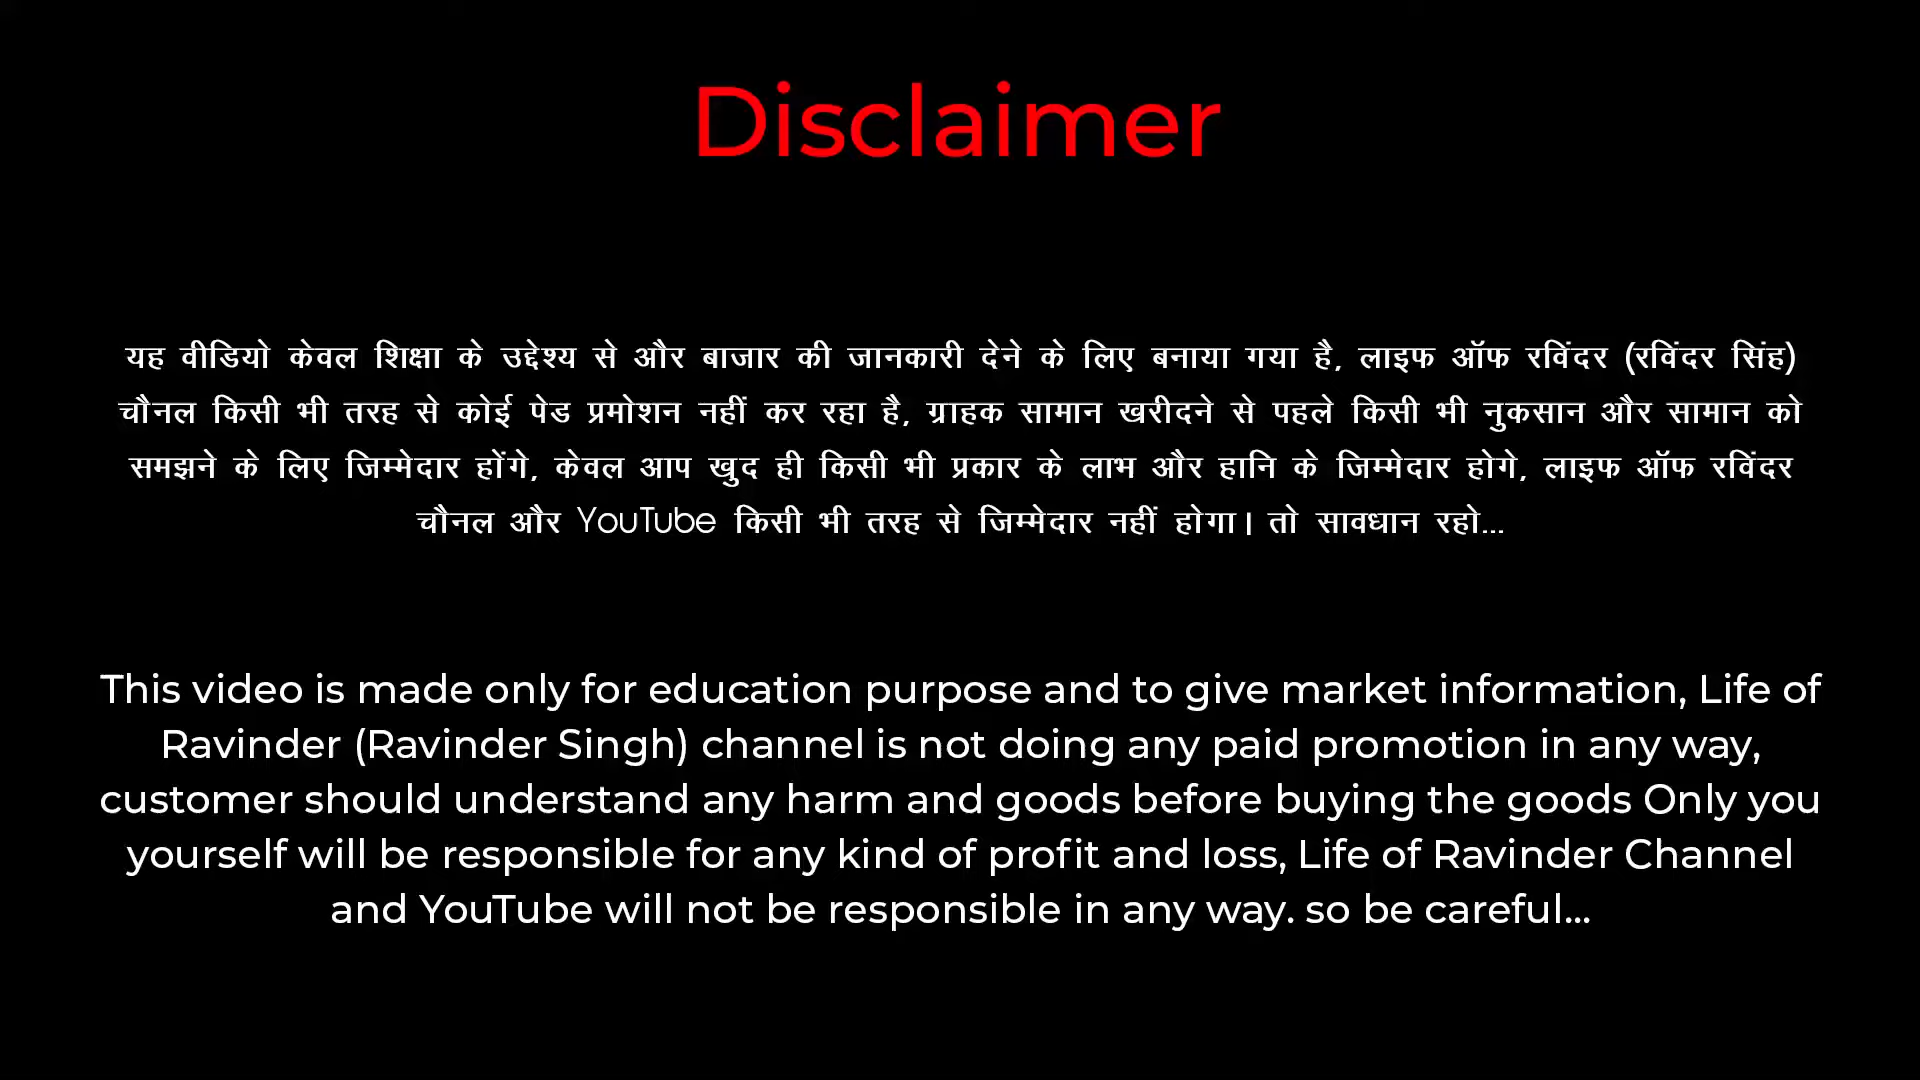 Disclaimer
यह वीडियो केवल शिक्षा के उद्देश्य से और बाजार की जानकारी देने के लिए बनाया गया है, लाइफ ऑफ रविंदर (रविंदर सिंह)
चौनल किसी भी तरह से कोई पेड प्रमोशन नहीं कर रहा है, ग्राहक सामान खरीदने से पहले किसी भी नुकसान और सामान को
समझने के लिए जिम्मेदार होंगे, केवल आप खुद ही किसी भी प्रकार के लाभ और हानि के जिम्मेदार होगे, लाइफ ऑफ रविंदर
चौनल और YouTube किसी भी तरह से जिम्मेदार नहीं होगा। तो सावधान रहो...
This video is made only for education purpose and to give market information, Life of
Ravinder (Ravinder Singh) channel is not doing any paid promotion in any way,
customer should understand any harm and goods before buying the goods Only you
yourself will be responsible for any kind of profit and loss, Life of Ravinder Channel
and YouTube will not be responsible in any way. so be careful...